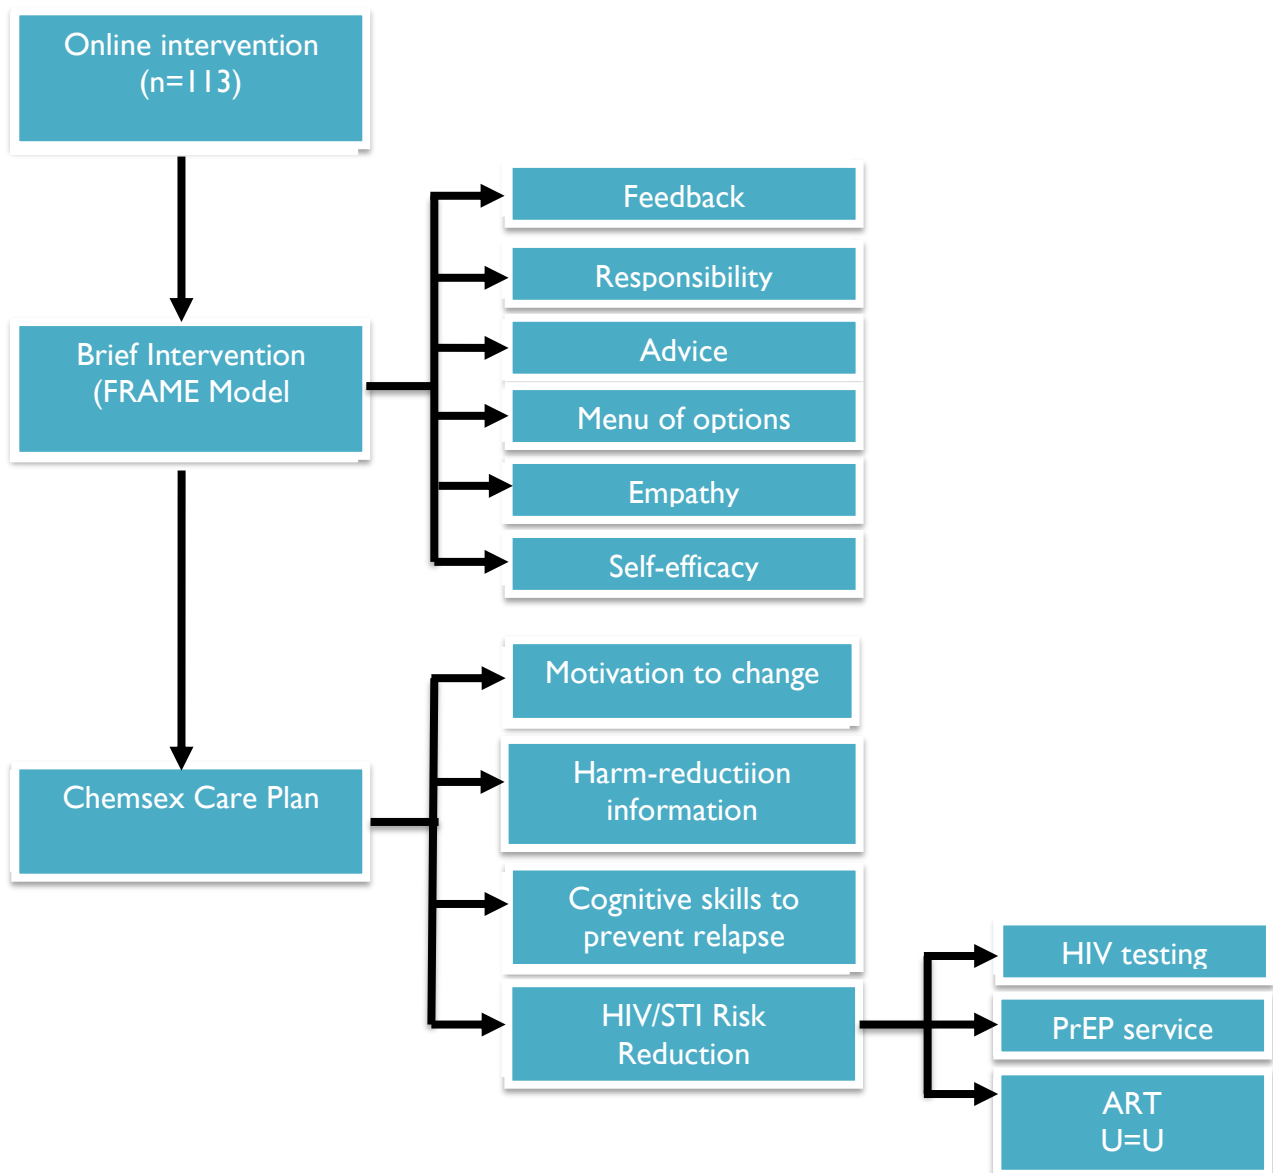 Online intervention
(n=113)
Feedback
Responsibility
Advice
Menu of options
Empathy
Self-efficacy
Brief Intervention
(FRAME Model
Motivation to change
Harm-reductiion
information
Cognitive skills to
prevent relapse
HIV/STI Risk
Reduction
Chemsex Care Plan
HIV testing
PrEP service
ART
U=U